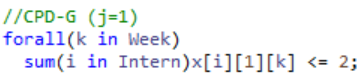 //CPD-G (j=1)
forall(k in Week)
  sum(i in Intern)x[i][1][k] <= 2;